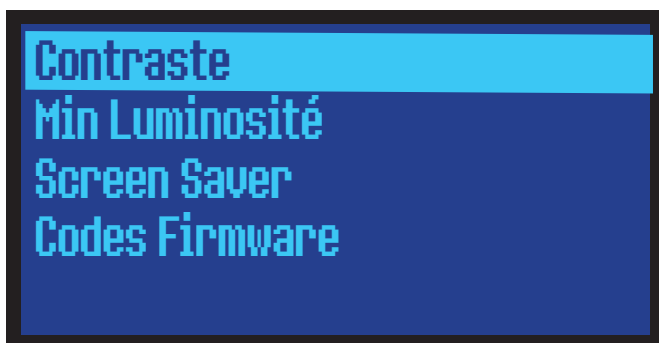 Contraste
Min Luminosité
Screen Saver
Codes Firmware